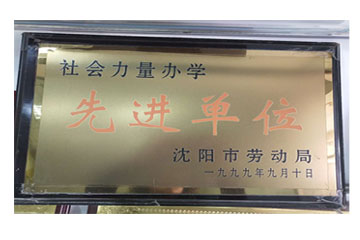 社会力量办学
先进单位
沈阳市劳动局
一九九九年九月十日